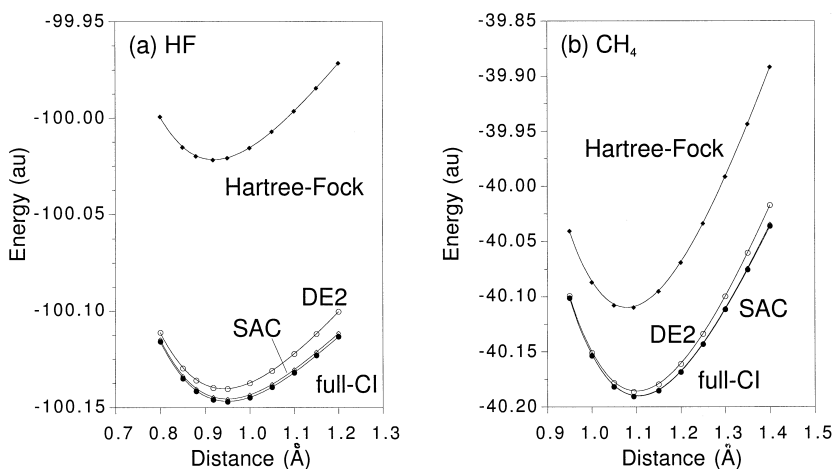 (a) HF
-99.95
-100.00
-100.05
-100.10
-100.15
Energy (au)
Hartree-Fock
DE2
SAC
full-CI
0.7 0.8 0.9 1.0 1.1 1.2 1.3
Distance (Å)
(b) CH₄
-39.85
-39.90
-39.95
-40.00
-40.05
-40.10
-40.15
-40.20
Energy (au)
Hartree-Fock
SAC
DE2
full-CI
0.9 1.0 1.1 1.2 1.3 1.4 1.5
Distance (Å)